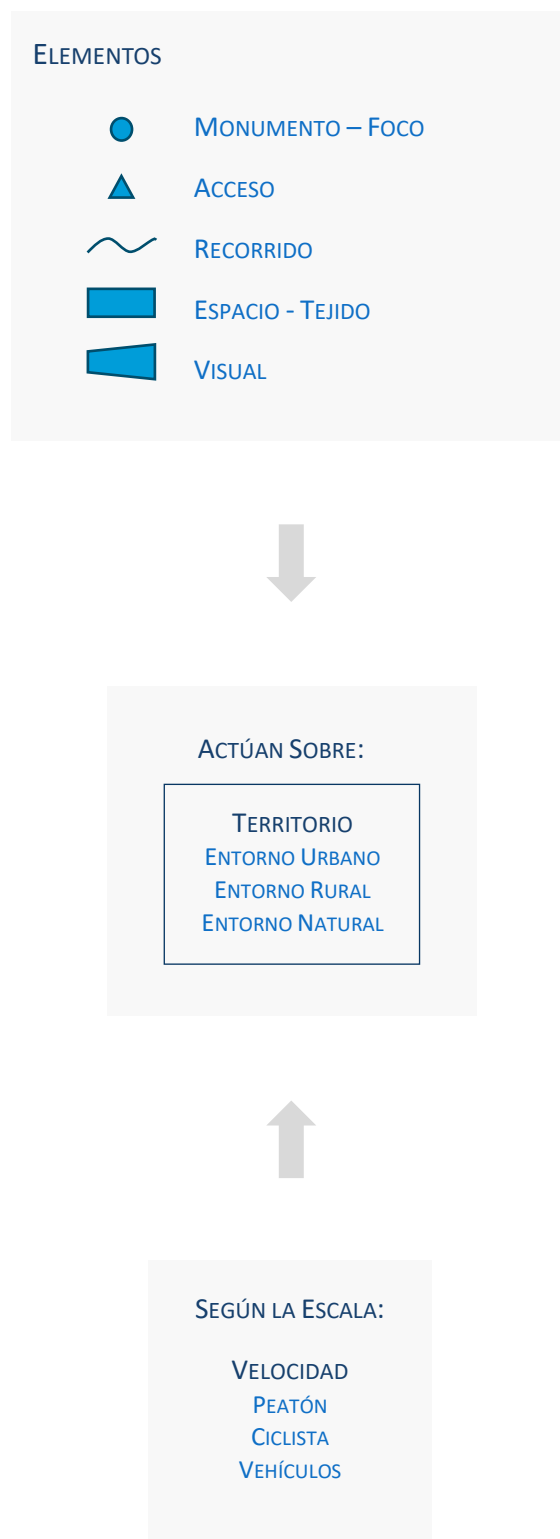 Elementos
Monumento – Foco
Acceso
Recorrido
Espacio - Tejido
Visual
Actúan Sobre:
Territorio
Entorno Urbano
Entorno Rural
Entorno Natural
Según la Escala:
Velocidad
Peatón
Ciclista
Vehículos